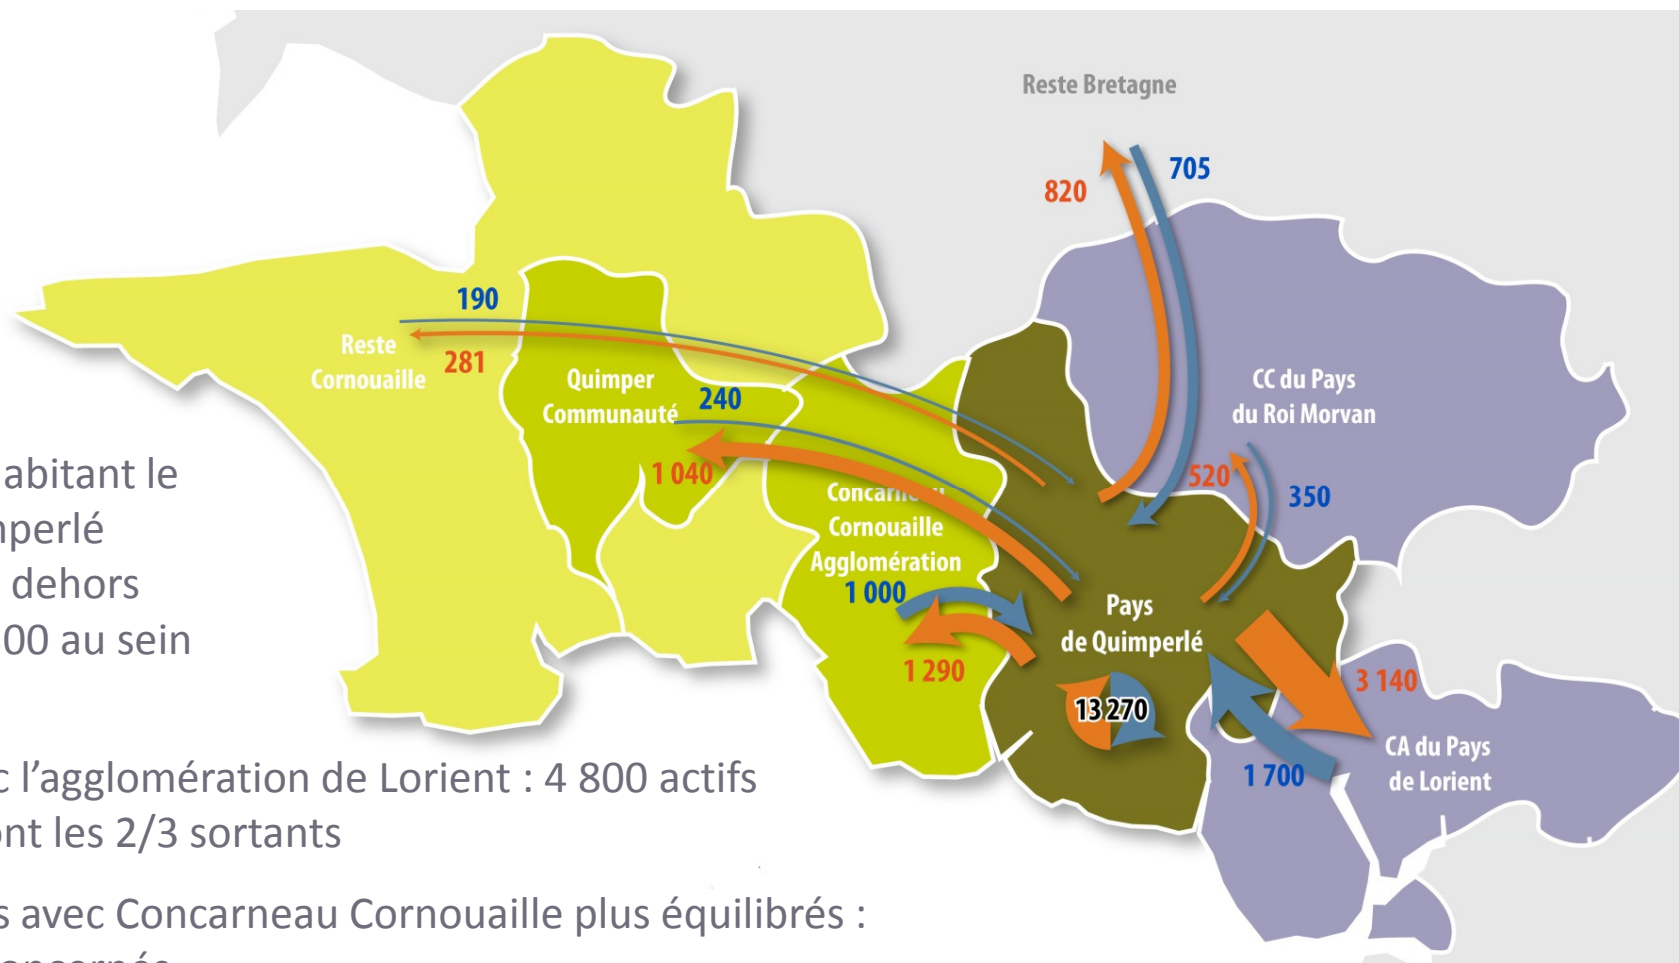 Reste Bretagne
705
820
190
Reste
Cornouaille
281
Quimper
Communauté
240
1 040
CC du Pays
du Roi Morvan
520
350
Concarneau
Cornouaille
Agglomération
1 000
1 290
Pays
de Quimperlé
13 270
3 140
CA du Pays
de Lorient
1 700
abitant le
nperlé
dehors
00 au sein
c l’agglomération de Lorient : 4 800 actifs
ont les 2/3 sortants
s avec Concarneau Cornouaille plus équilibrés :